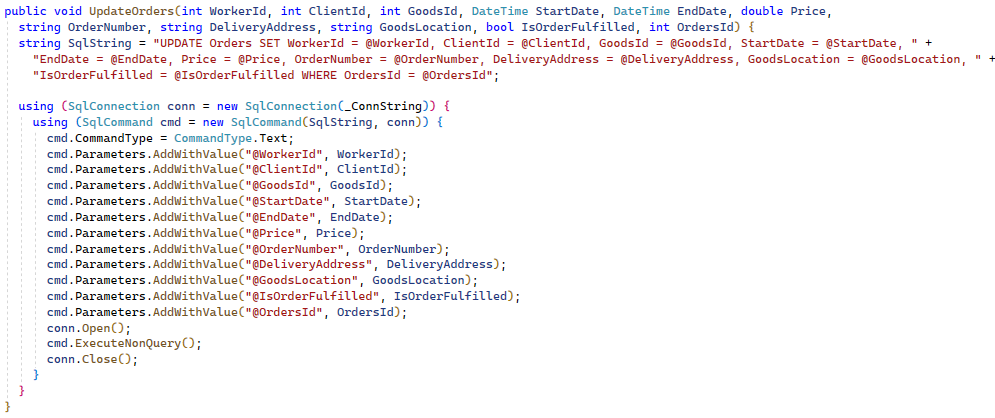 public void UpdateOrders(int WorkerId, int ClientId, int GoodsId, DateTime StartDate, DateTime EndDate, double Price,
  string OrderNumber, string DeliveryAddress, string GoodsLocation, bool IsOrderFulfilled, int OrdersId) {
  string SqlString = "UPDATE Orders SET WorkerId = @WorkerId, ClientId = @ClientId, GoodsId = @GoodsId, StartDate = @StartDate, " +
    "EndDate = @EndDate, Price = @Price, OrderNumber = @OrderNumber, DeliveryAddress = @DeliveryAddress, GoodsLocation = @GoodsLocation, " +
    "IsOrderFulfilled = @IsOrderFulfilled WHERE OrdersId = @OrdersId";

  using (SqlConnection conn = new SqlConnection(_ConnString)) {
    using (SqlCommand cmd = new SqlCommand(SqlString, conn)) {
      cmd.CommandType = CommandType.Text;
      cmd.Parameters.AddWithValue("@WorkerId", WorkerId);
      cmd.Parameters.AddWithValue("@ClientId", ClientId);
      cmd.Parameters.AddWithValue("@GoodsId", GoodsId);
      cmd.Parameters.AddWithValue("@StartDate", StartDate);
      cmd.Parameters.AddWithValue("@EndDate", EndDate);
      cmd.Parameters.AddWithValue("@Price", Price);
      cmd.Parameters.AddWithValue("@OrderNumber", OrderNumber);
      cmd.Parameters.AddWithValue("@DeliveryAddress", DeliveryAddress);
      cmd.Parameters.AddWithValue("@GoodsLocation", GoodsLocation);
      cmd.Parameters.AddWithValue("@IsOrderFulfilled", IsOrderFulfilled);
      cmd.Parameters.AddWithValue("@OrdersId", OrdersId);
      conn.Open();
      cmd.ExecuteNonQuery();
      conn.Close();
    }
  }
}